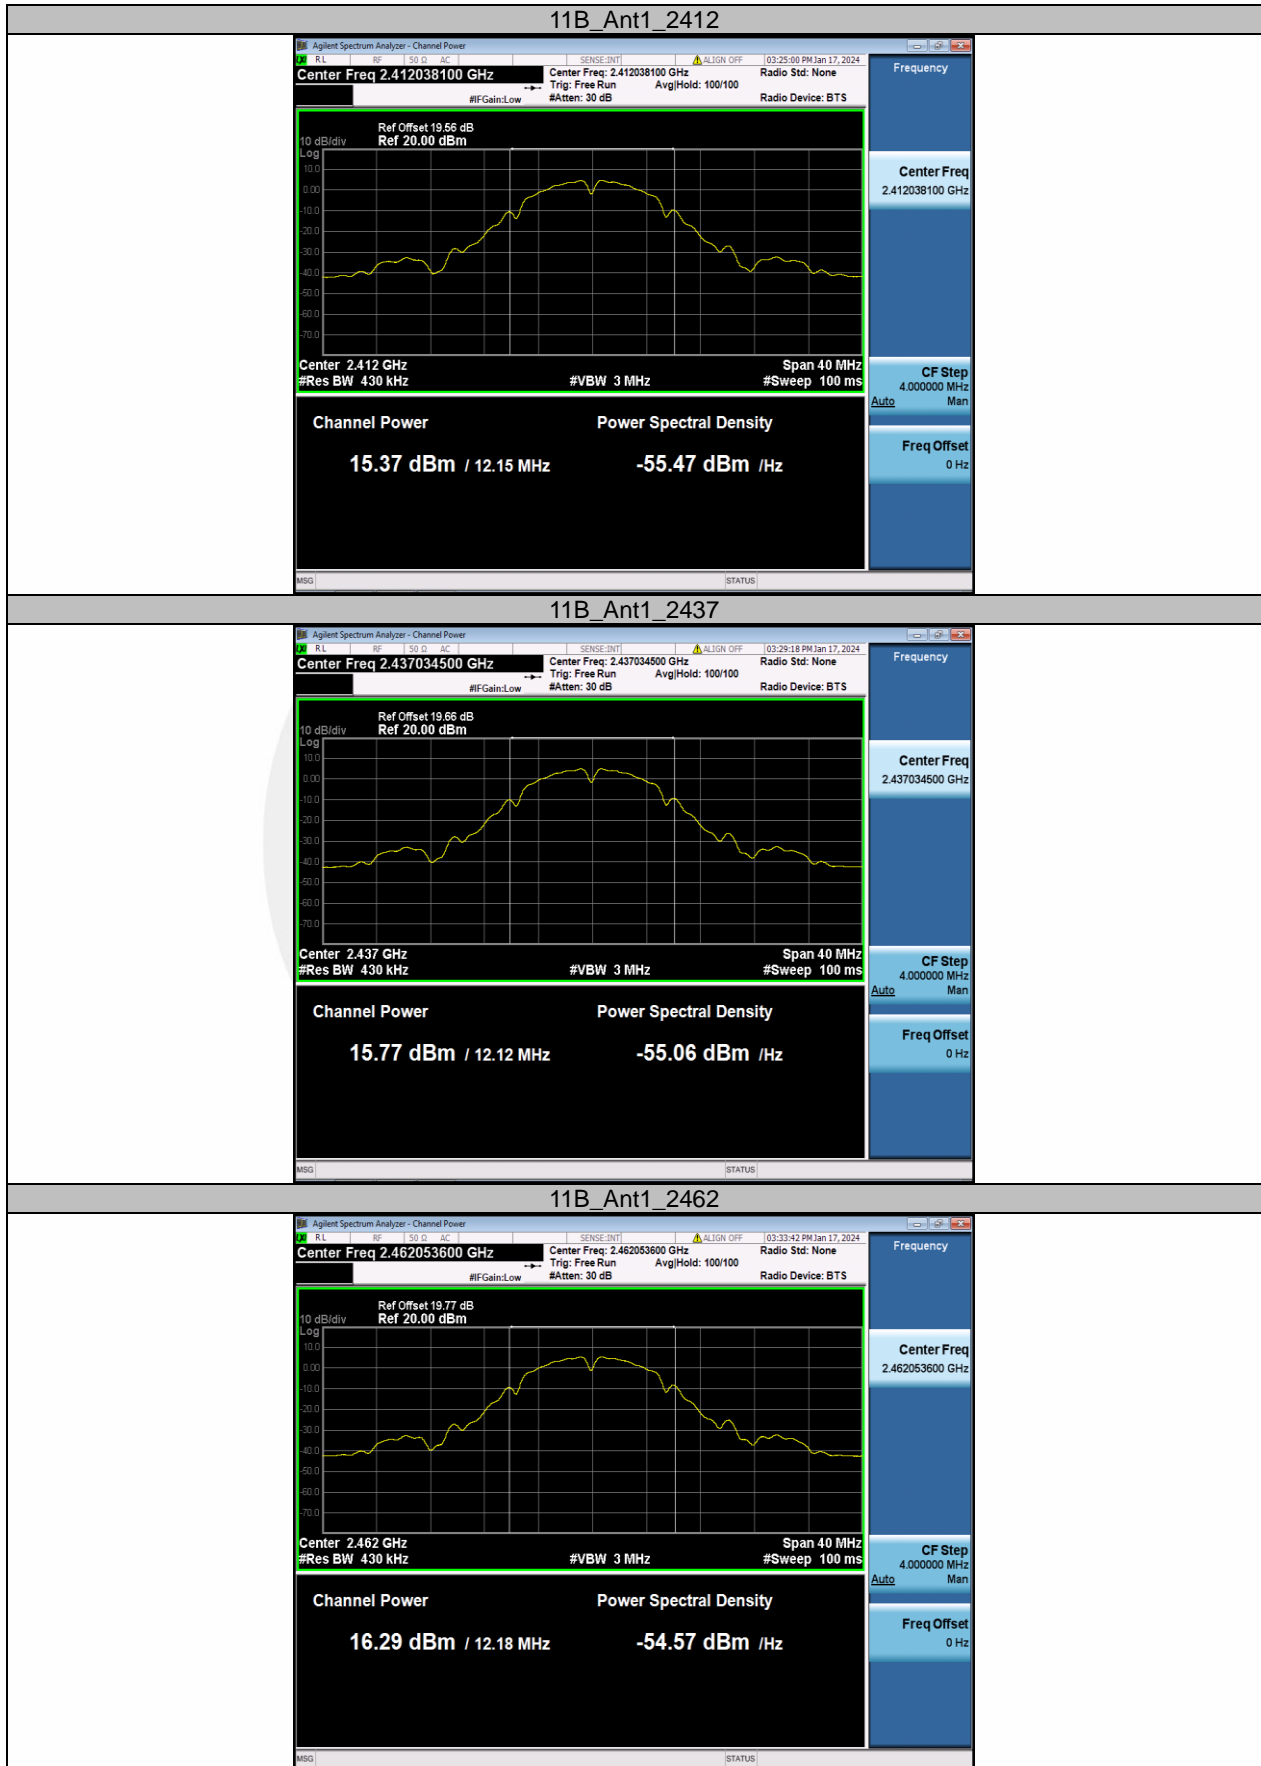 11B_Ant1_2412
Agilent Spectrum Analyzer - Channel Power
RL RF 50 Ω AC SENSE:INT ALIGN OFF 03:25:00 PM Jan 17, 2024
Center Freq 2.412038100 GHz
Center Freq: 2.412038100 GHz
Radio Std: None
Trig: Free Run
Avg|Hold: 100/100
#IFGain:Low
#Atten: 30 dB
Radio Device: BTS
Frequency
Ref Offset 19.56 dB
10 dB/div
Ref 20.00 dBm
Log
10.0
0.00
-10.0
-20.0
-30.0
-40.0
-50.0
-60.0
-70.0
Center 2.412 GHz
Span 40 MHz
#Res BW 430 kHz
#VBW 3 MHz
#Sweep 100 ms
Center Freq
2.412038100 GHz
CF Step
4.000000 MHz
Auto Man
Freq Offset
0 Hz
Channel Power
Power Spectral Density
15.37 dBm / 12.15 MHz
-55.47 dBm /Hz
MSG STATUS
11B_Ant1_2437
Agilent Spectrum Analyzer - Channel Power
RL RF 50 Ω AC SENSE:INT ALIGN OFF 03:29:18 PM Jan 17, 2024
Center Freq 2.437034500 GHz
Center Freq: 2.437034500 GHz
Radio Std: None
Trig: Free Run
Avg|Hold: 100/100
#IFGain:Low
#Atten: 30 dB
Radio Device: BTS
Frequency
Ref Offset 19.66 dB
10 dB/div
Ref 20.00 dBm
Log
10.0
0.00
-10.0
-20.0
-30.0
-40.0
-50.0
-60.0
-70.0
Center 2.437 GHz
Span 40 MHz
#Res BW 430 kHz
#VBW 3 MHz
#Sweep 100 ms
Center Freq
2.437034500 GHz
CF Step
4.000000 MHz
Auto Man
Freq Offset
0 Hz
Channel Power
Power Spectral Density
15.77 dBm / 12.12 MHz
-55.06 dBm /Hz
MSG STATUS
11B_Ant1_2462
Agilent Spectrum Analyzer - Channel Power
RL RF 50 Ω AC SENSE:INT ALIGN OFF 03:33:42 PM Jan 17, 2024
Center Freq 2.462053600 GHz
Center Freq: 2.462053600 GHz
Radio Std: None
Trig: Free Run
Avg|Hold: 100/100
#IFGain:Low
#Atten: 30 dB
Radio Device: BTS
Frequency
Ref Offset 19.77 dB
10 dB/div
Ref 20.00 dBm
Log
10.0
0.00
-10.0
-20.0
-30.0
-40.0
-50.0
-60.0
-70.0
Center 2.462 GHz
Span 40 MHz
#Res BW 430 kHz
#VBW 3 MHz
#Sweep 100 ms
Center Freq
2.462053600 GHz
CF Step
4.000000 MHz
Auto Man
Freq Offset
0 Hz
Channel Power
Power Spectral Density
16.29 dBm / 12.18 MHz
-54.57 dBm /Hz
MSG STATUS